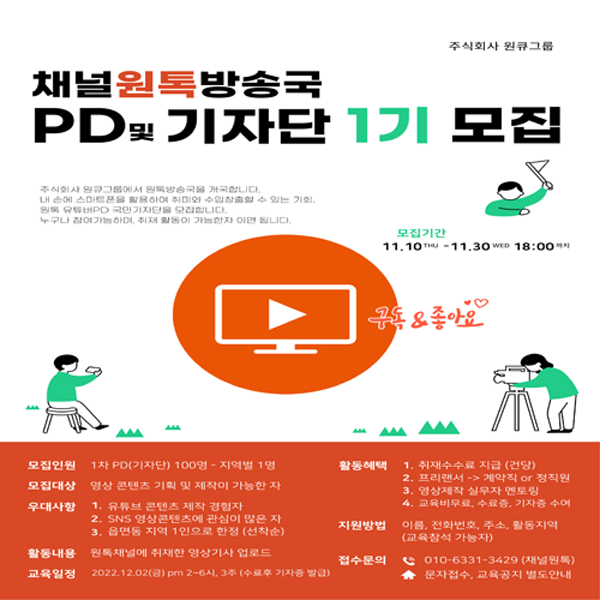 주식회사 원큐그룹
채널원톡방송국
PD및 기자단 1기 모집
주식회사 원큐그룹에서 원톡방송국을 개국합니다.
내 손에 스마트폰을 활용하여 취미와 수입창출할 수 있는 기회.
원톡 유튜버PD 국민기자단을 모집합니다.
누구나 참여가능하며, 취재 활동이 가능한자 이면 됩니다.
모집기간
11.10 THU ~ 11.30 WED 18:00 까지
구독 & 좋아요
모집인원 1차 PD(기자단) 100명 - 지역별 1명
모집대상 영상 콘텐츠 기획 및 제작이 가능한 자
우대사항 1. 유튜브 콘텐츠 제작 경험자
2. SNS 영상콘텐츠에 관심이 많은 자
3. 읍면동 지역 1인으로 한정 (선착순)
활동내용 원톡채널에 취재한 영상기사 업로드
교육일정 2022.12.02(금) pm 2~6시, 3주 (수료후 기자증 발급)
활동혜택 1. 취재수수료 지급 (건당)
2. 프리랜서 -> 계약직 or 정직원
3. 영상제작 실무자 멘토링
4. 교육비무료, 수료증, 기자증 수여
지원방법 이름, 전화번호, 주소, 활동지역
(교육참석 가능자)
접수문의 010-6331-3429 (채널원톡)
문자접수, 교육공지 별도안내